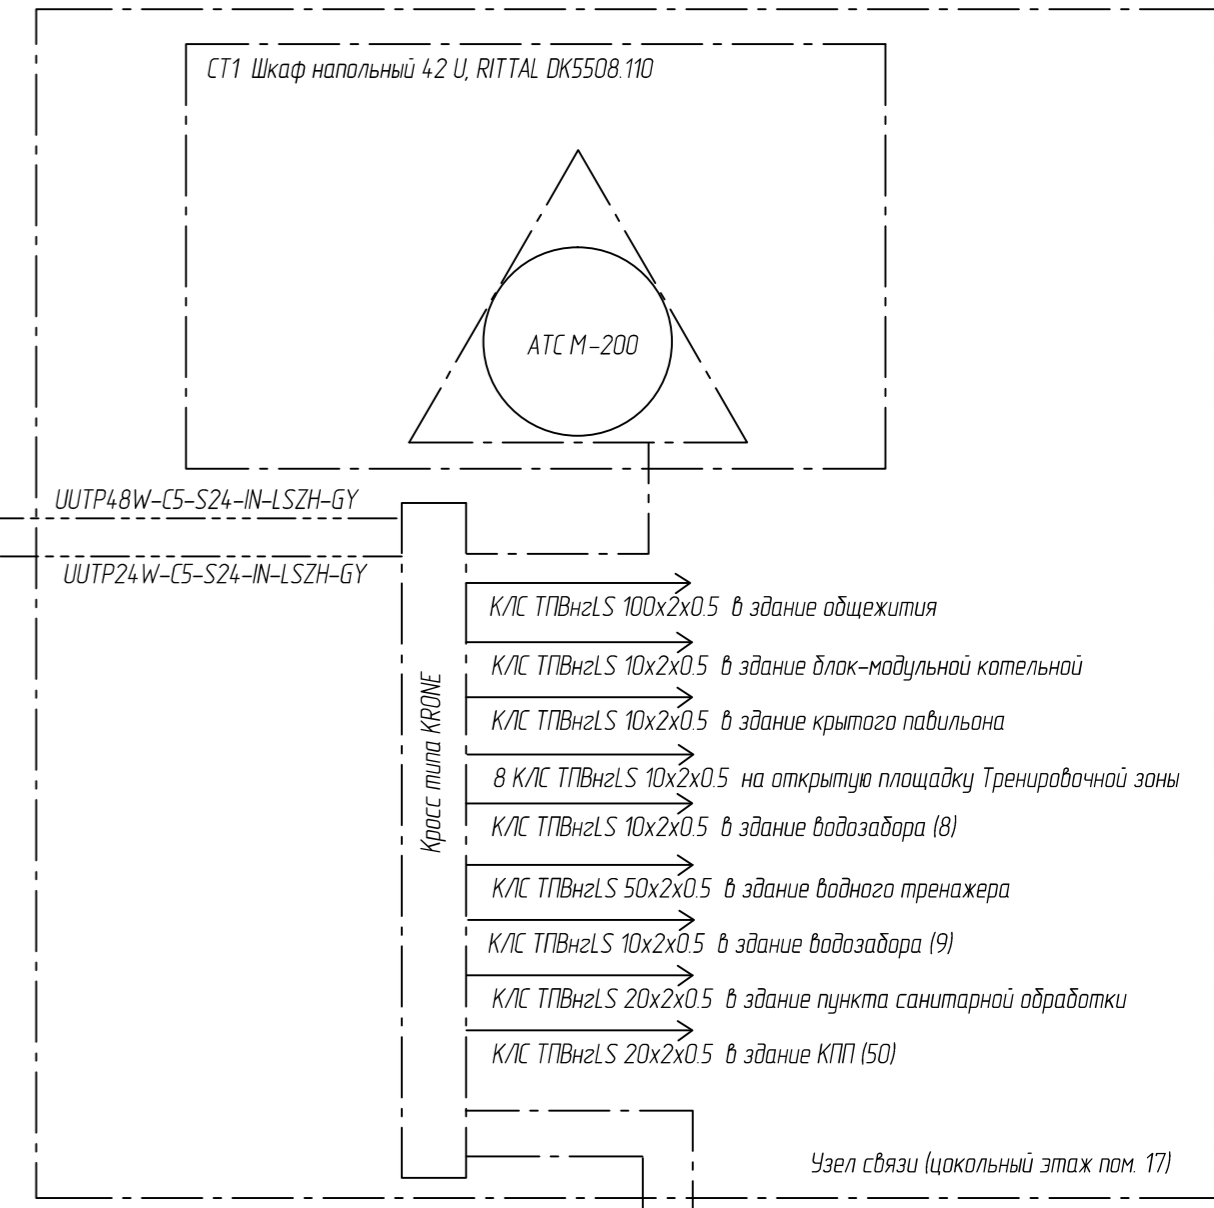 СТ1 Шкаф напольный 42 U, RITTAL DK5508.110
АТС М-200
UUTP48W-C5-S24-IN-LSZH-GY
UUTP24W-C5-S24-IN-LSZH-GY
Кросс типа KRONE
КЛС ТПВнгLS 100х2х0.5 в здание общежития
КЛС ТПВнгLS 10х2х0.5 в здание блок-модульной котельной
КЛС ТПВнгLS 10х2х0.5 в здание крытого павильона
8 КЛС ТПВнгLS 10х2х0.5 на открытую площадку Тренировочной зоны
КЛС ТПВнгLS 10х2х0.5 в здание водозабора (8)
КЛС ТПВнгLS 50х2х0.5 в здание водного тренажера
КЛС ТПВнгLS 10х2х0.5 в здание водозабора (9)
КЛС ТПВнгLS 20х2х0.5 в здание пункта санитарной обработки
КЛС ТПВнгLS 20х2х0.5 в здание КПП (50)
Узел связи (цокольный этаж пом. 17)